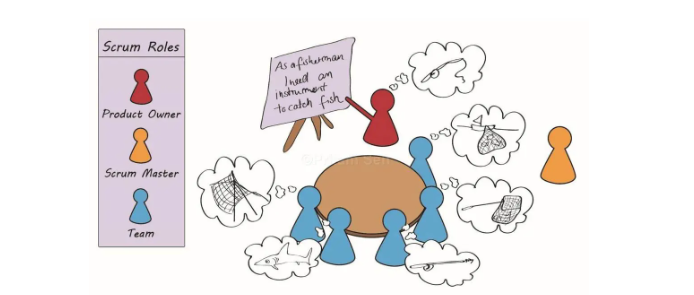 Scrum Roles
Product Owner
Scrum Master
Team
As a fisherman
I need an
instrument
to catch fish